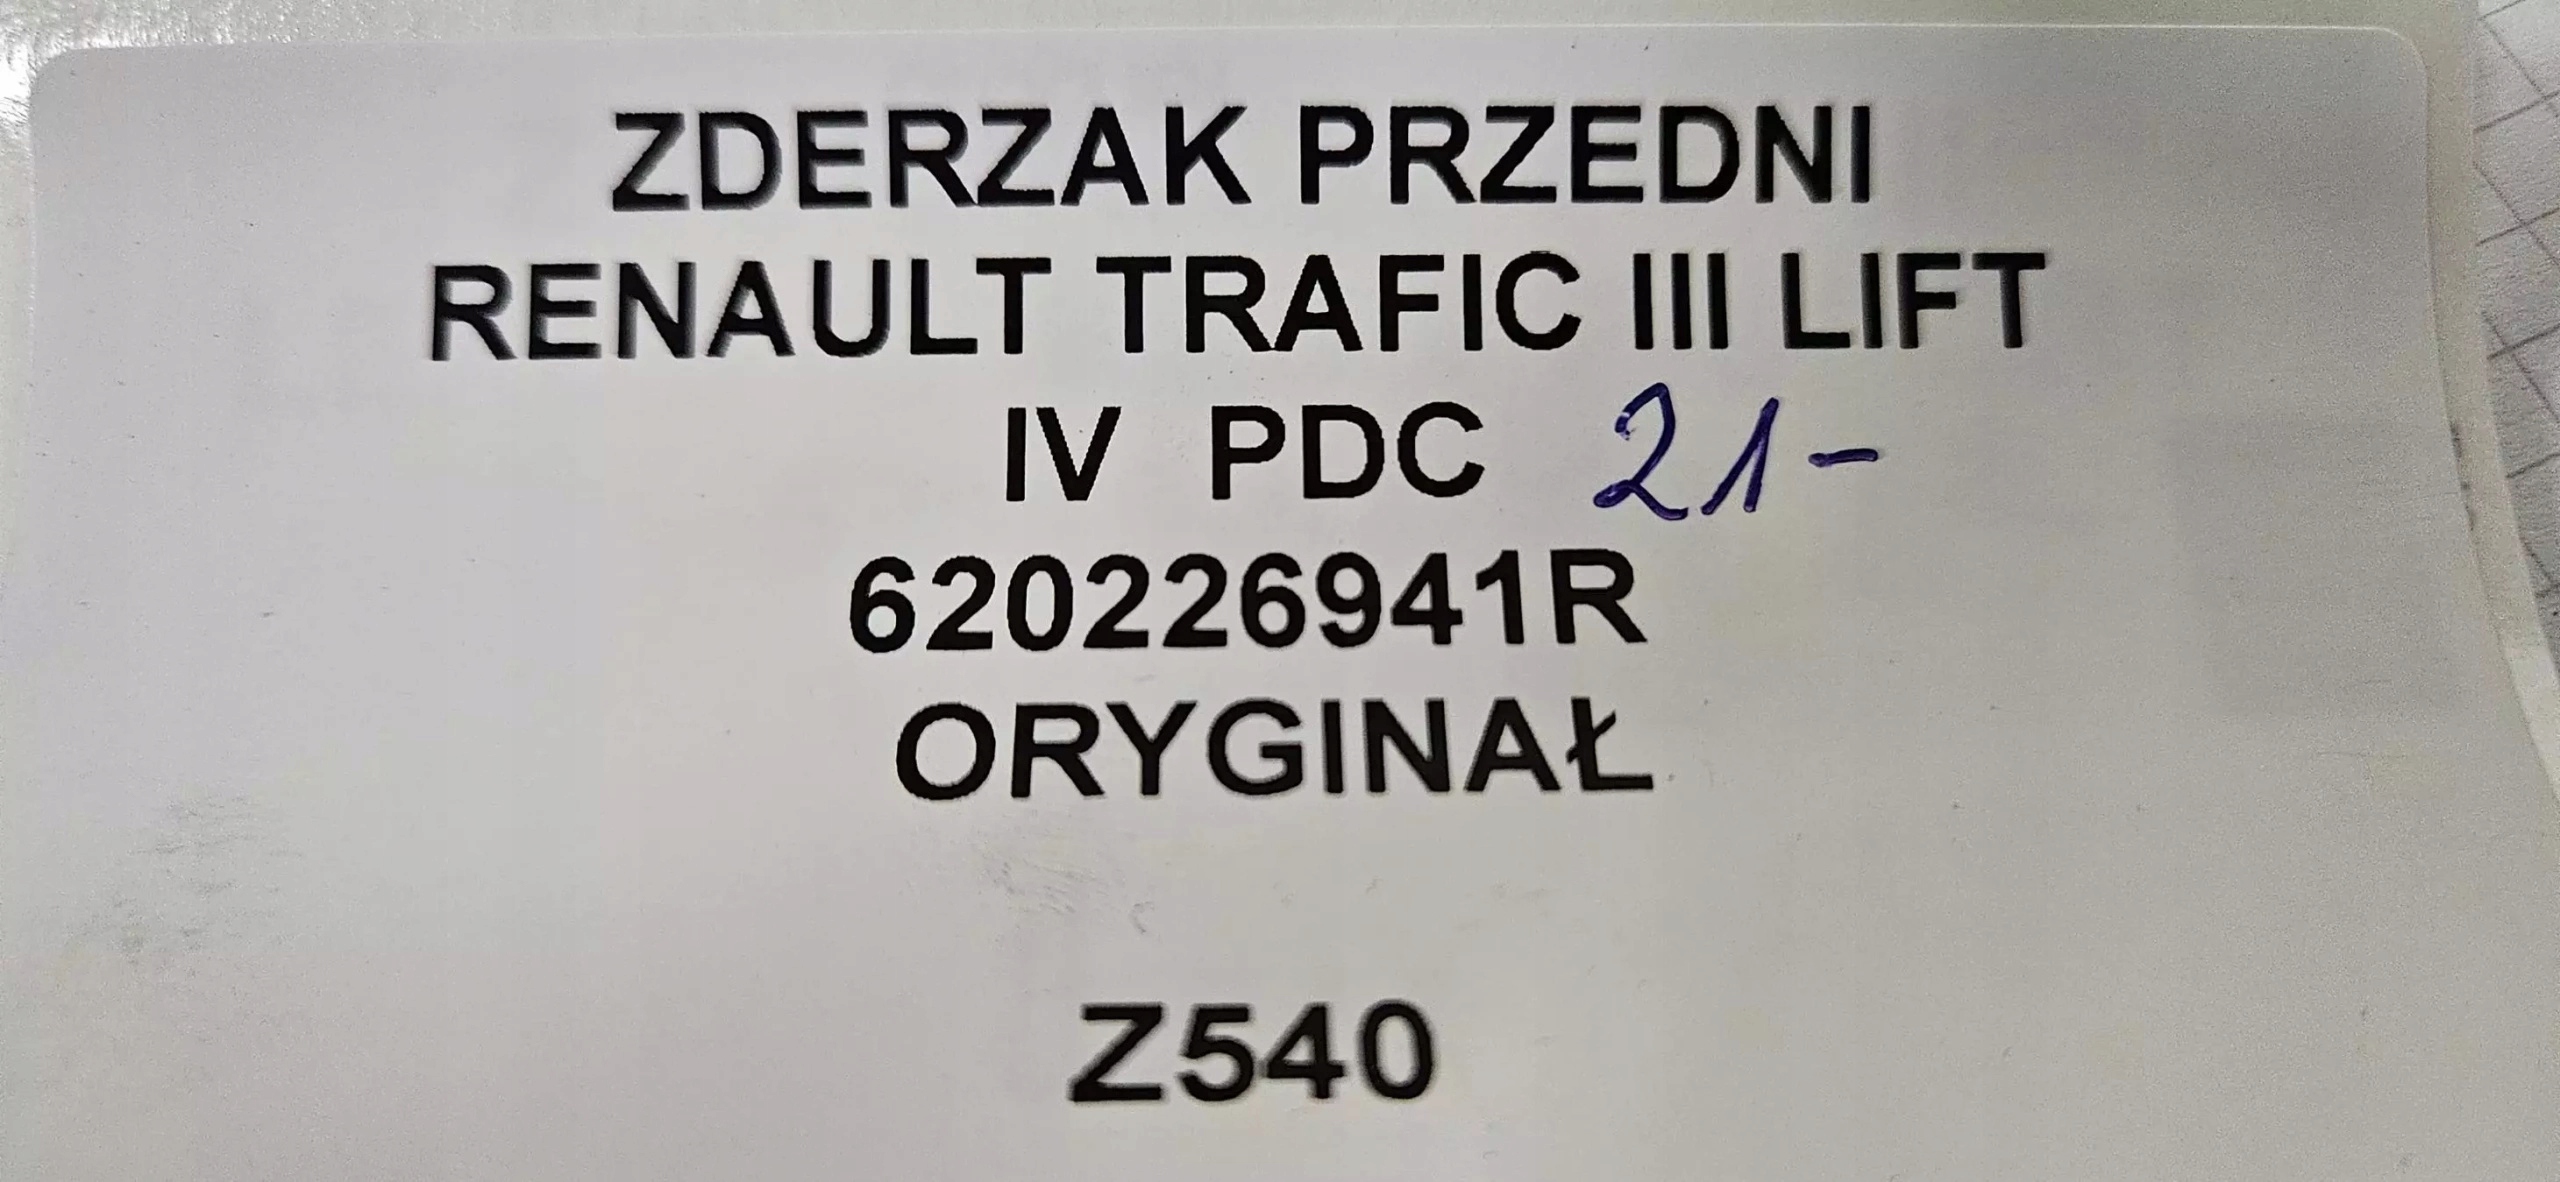 ZDERZAK PRZEDNI
RENAULT TRAFIC III LIFT
IV PDC 21-
620226941R
ORYGINAŁ
Z540